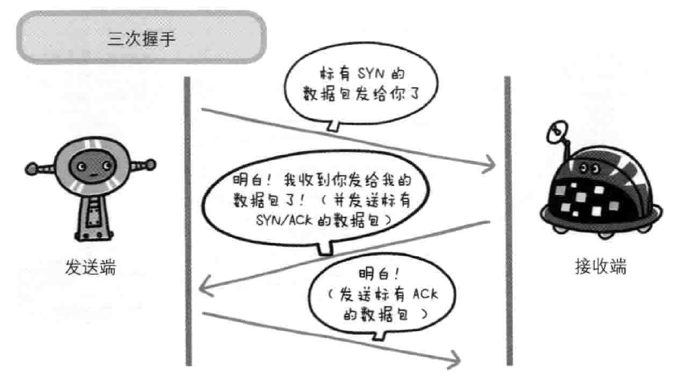 三次握手
标有 SYN 的
数据包发给你了
明白！我收到你发给我的
数据包了！（并发送标有
SYN/ACK 的数据包）
发送端
接收端
明白！
（发送标有 ACK
的数据包）